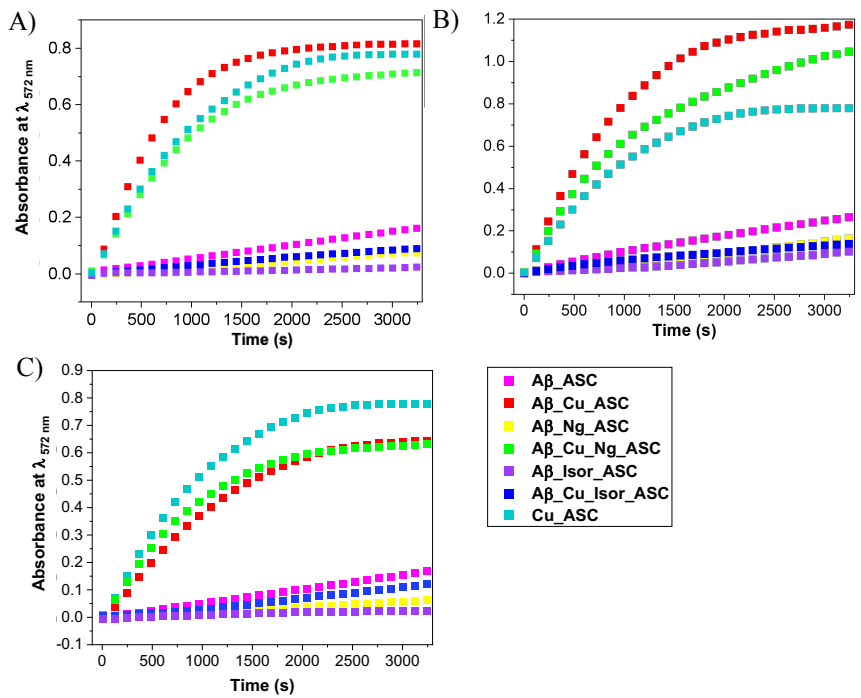 A)
Absorbance at λ 572 nm
0.8
0.6
0.4
0.2
0.0
0 500 1000 1500 2000 2500 3000
Time (s)
B)
1.2
1.0
0.8
0.6
0.4
0.2
0.0
0 500 1000 1500 2000 2500 3000
Time (s)
C)
Absorbance at λ 572 nm
0.9
0.8
0.7
0.6
0.5
0.4
0.3
0.2
0.1
0.0
-0.1
0 500 1000 1500 2000 2500 3000
Time (s)
Aβ_ASC
Aβ_Cu_ASC
Aβ_Ng_ASC
Aβ_Cu_Ng_ASC
Aβ_Isor_ASC
Aβ_Cu_Isor_ASC
Cu_ASC